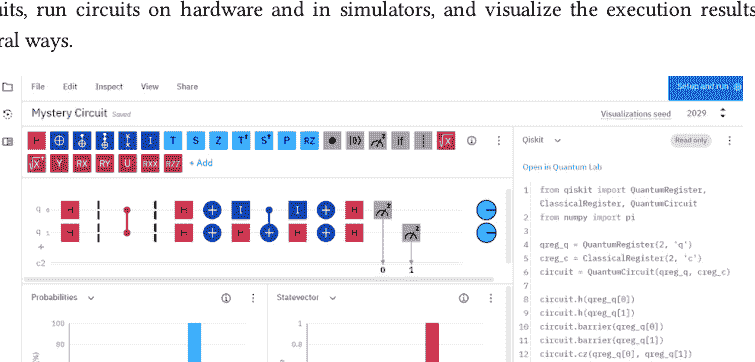 uits, run circuits on hardware and in simulators, and visualize the execution results
ral ways.
File Edit Inspect View Share
Setup and run
Mystery Circuit Saved
Visualizations seed 2029
H I T S Z T† S† P RZ |0⟩ if √X
√X† Y RX RY U RXX RZZ + Add
Qiskit
Read only
Open in Quantum Lab
q 0 H H I I
q 1 H H H H H
+
c2
0 1
1 from qiskit import QuantumRegister,
ClassicalRegister, QuantumCircuit
2 from numpy import pi
3
4 qreg_q = QuantumRegister(2, 'q')
5 creg_c = ClassicalRegister(2, 'c')
6 circuit = QuantumCircuit(qreg_q, creg_c)
7
8 circuit.h(qreg_q[0])
9 circuit.h(qreg_q[1])
10 circuit.barrier(qreg_q[0])
11 circuit.barrier(qreg_q[1])
12 circuit.cz(qreg_q[0], qreg_q[1])
Probabilities
Statevector
100
80
(%)
1
0.8